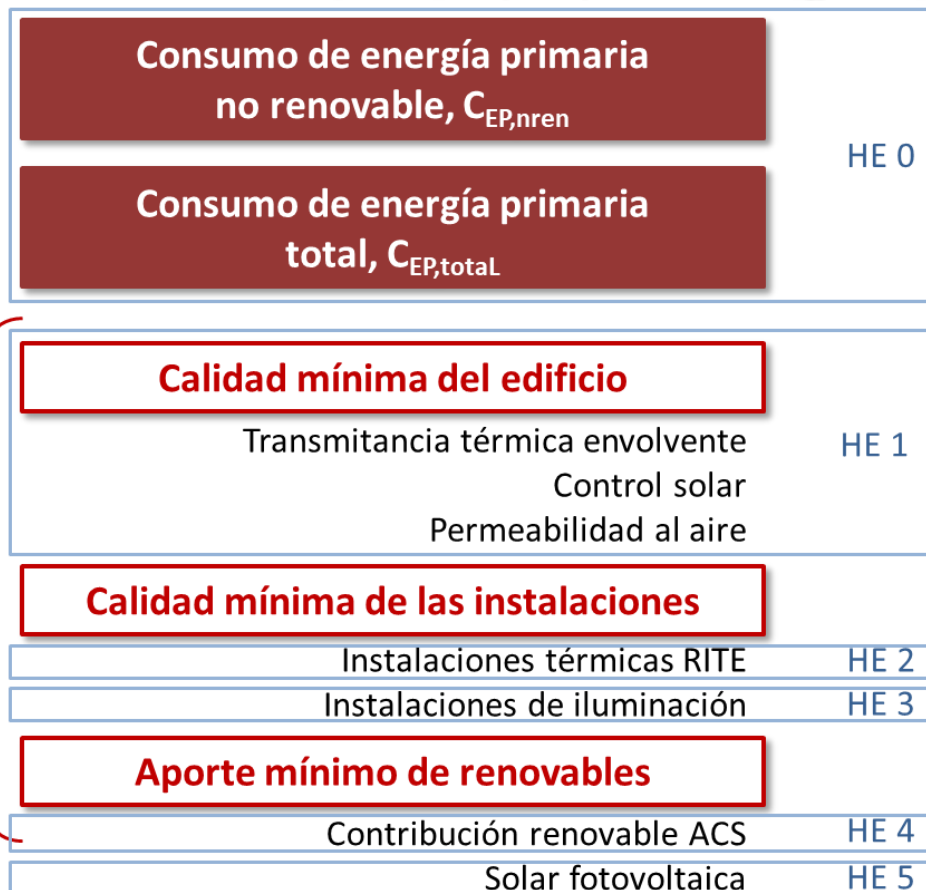 Consumo de energía primaria
no renovable, C_EP,nren
HE 0
Consumo de energía primaria
total, C_EP,totaL
Calidad mínima del edificio
Transmitancia térmica envolvente
HE 1
Control solar
Permeabilidad al aire
Calidad mínima de las instalaciones
Instalaciones térmicas RITE HE 2
Instalaciones de iluminación HE 3
Aporte mínimo de renovables
Contribución renovable ACS HE 4
Solar fotovoltaica HE 5